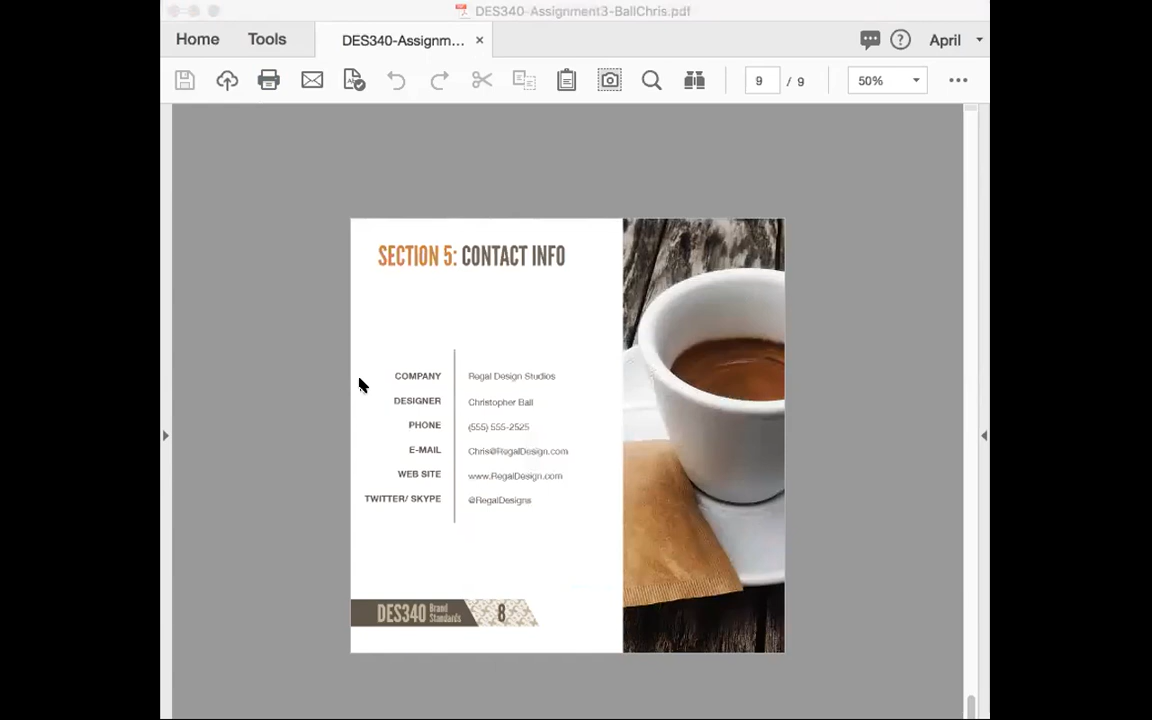 DES340-Assignment3-BallChris.pdf
Home Tools DES340-Assignm... × April
9 / 9 50%
SECTION 5: CONTACT INFO
COMPANY Regal Design Studios
DESIGNER Christopher Ball
PHONE (555) 555-2525
E-MAIL Chris@RegalDesign.com
WEB SITE www.RegalDesign.com
TWITTER/ SKYPE @RegalDesigns
DES340 Brand Standards 8